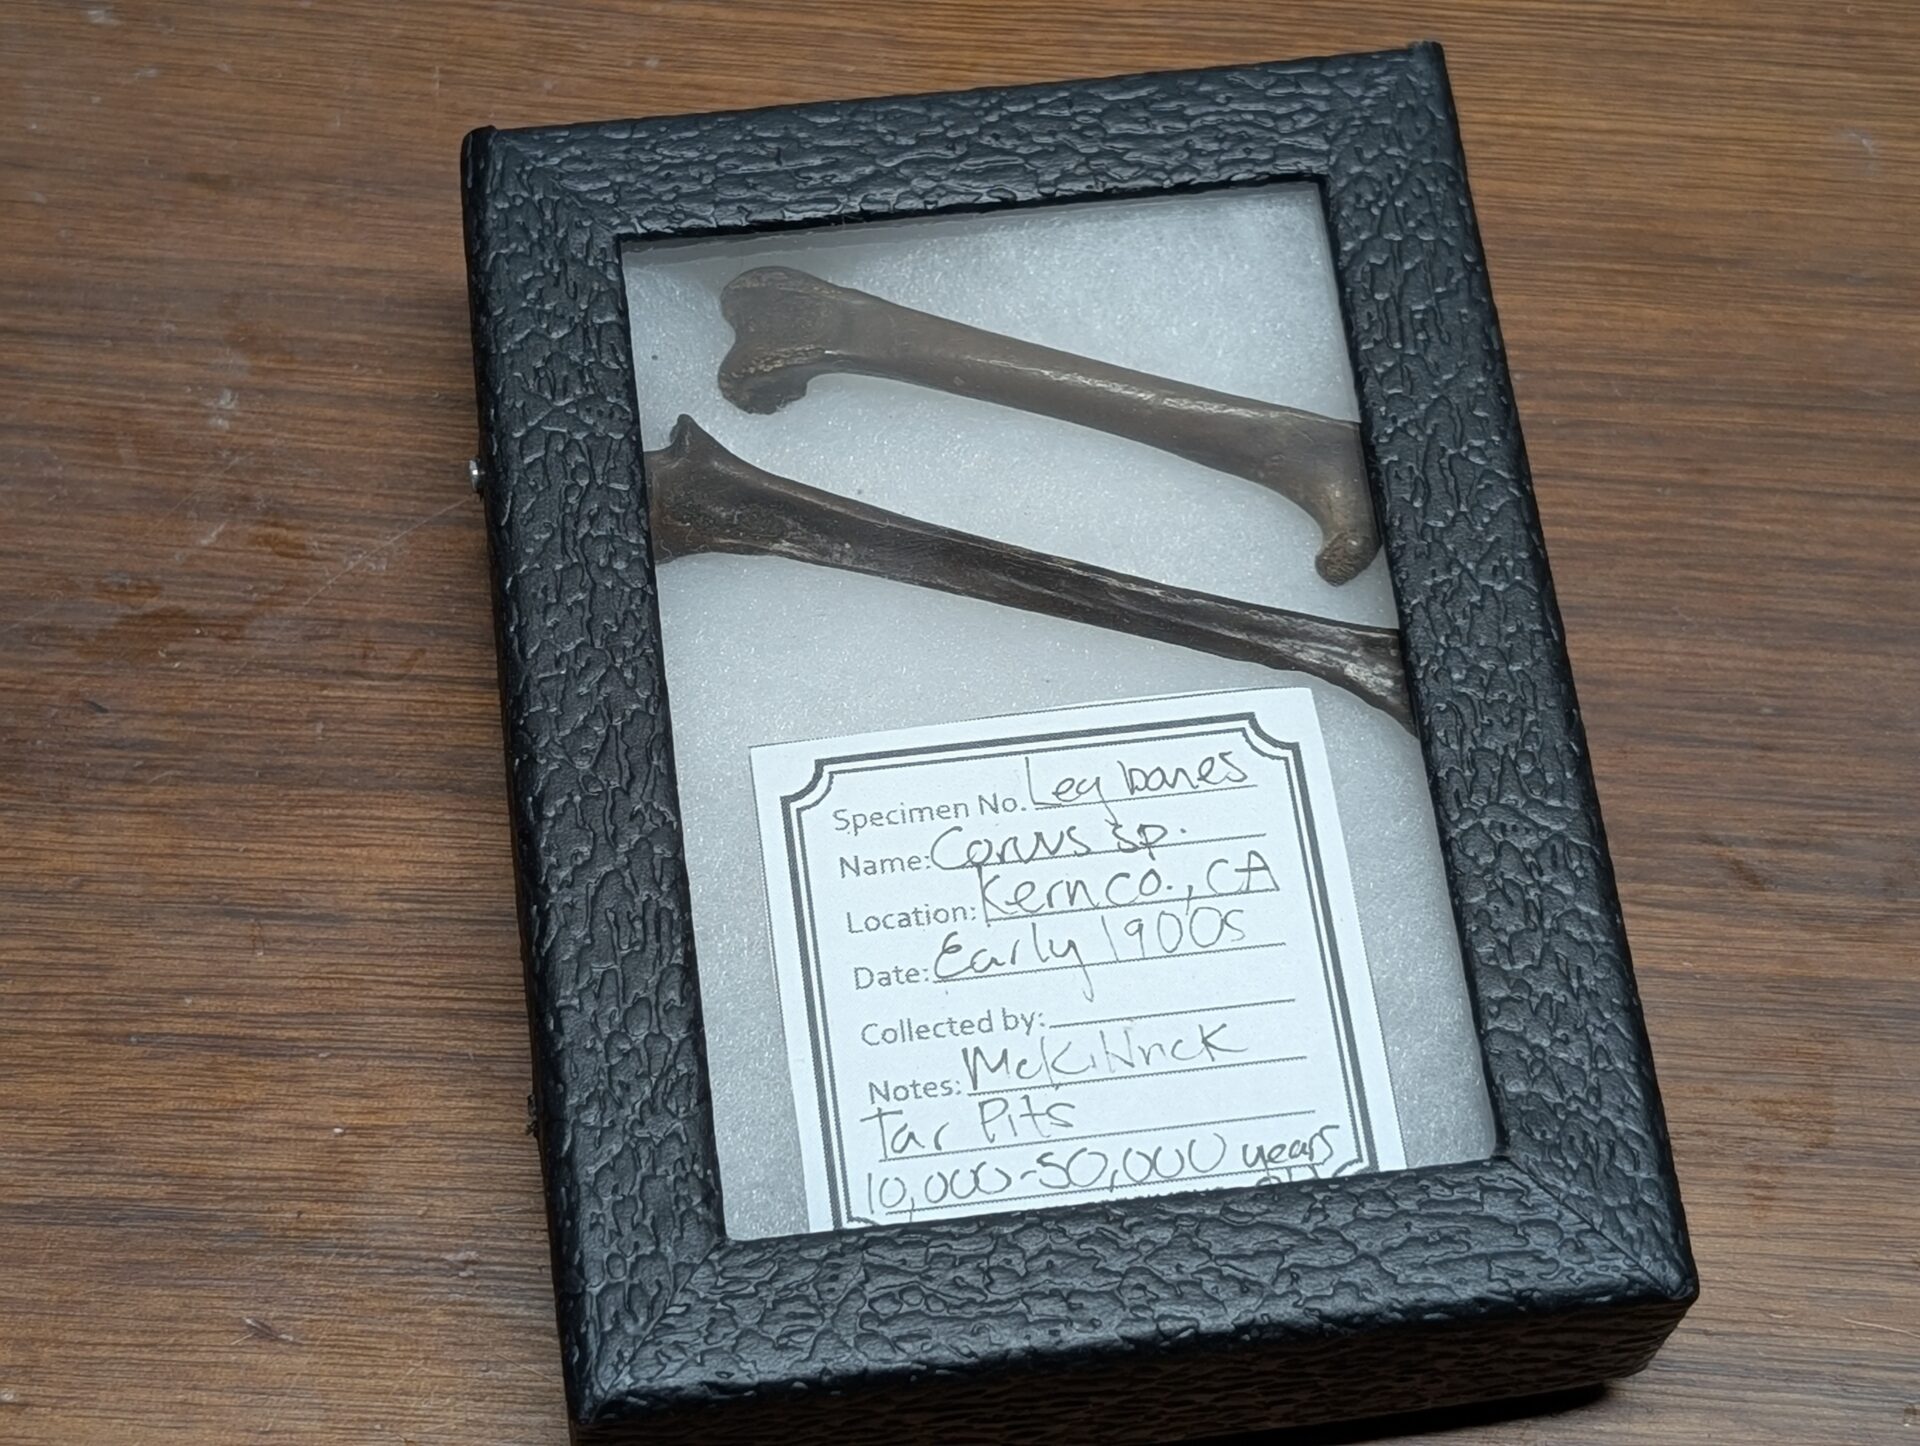 Specimen No. Leg bones
Name: Corvus sp.
Location: Kern co., CA
Date: Early 1900s
Collected by:
Notes: McKittrick
Tar Pits
10,000-50,000 years